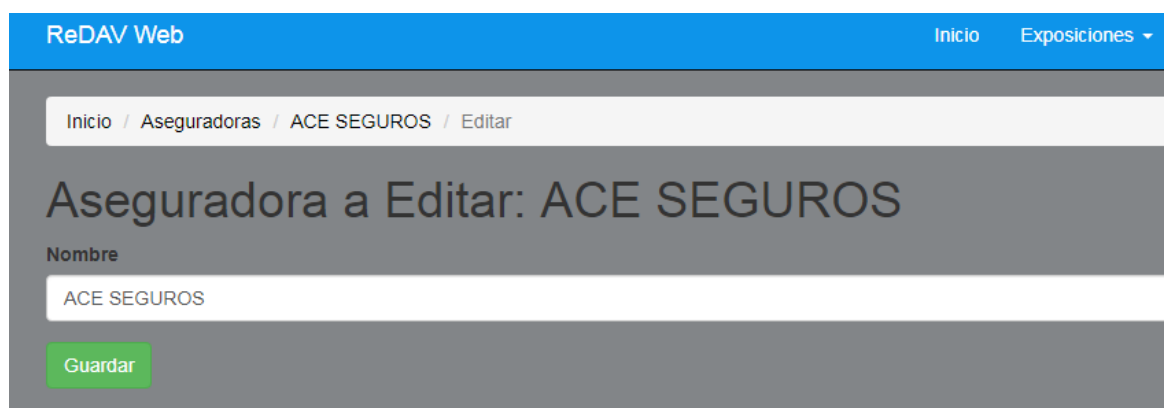 ReDAV Web Inicio Exposiciones
Inicio / Aseguradoras / ACE SEGUROS / Editar
Aseguradora a Editar: ACE SEGUROS
Nombre
ACE SEGUROS
Guardar